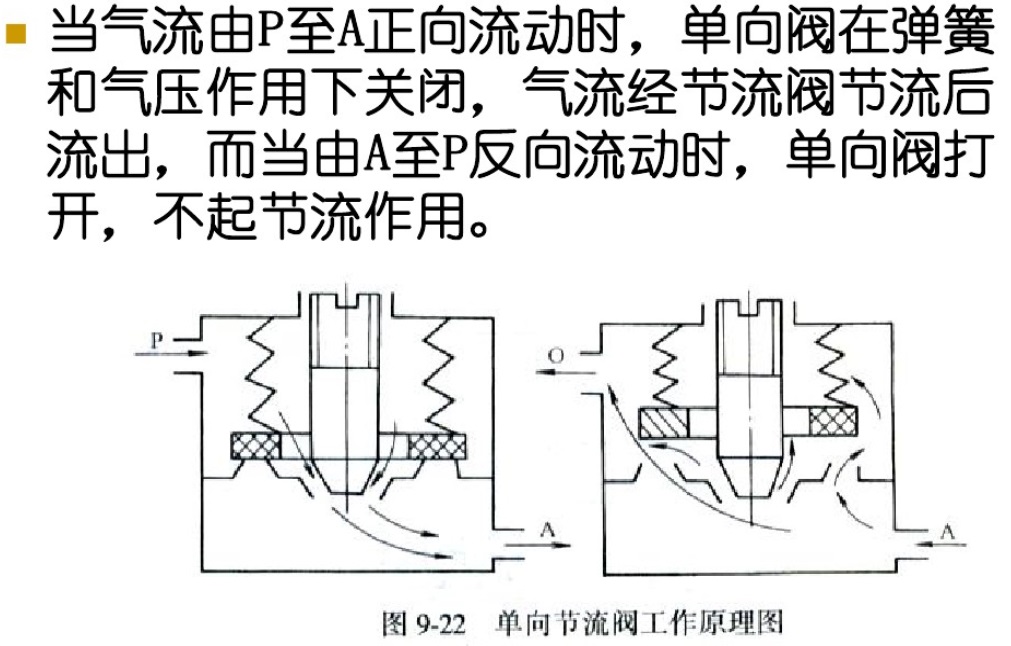 当气流由P至A正向流动时，单向阀在弹簧
和气压作用下关闭，气流经节流阀节流后
流出，而当由A至P反向流动时，单向阀打
开，不起节流作用。
P
O
A
A
图 9-22 单向节流阀工作原理图